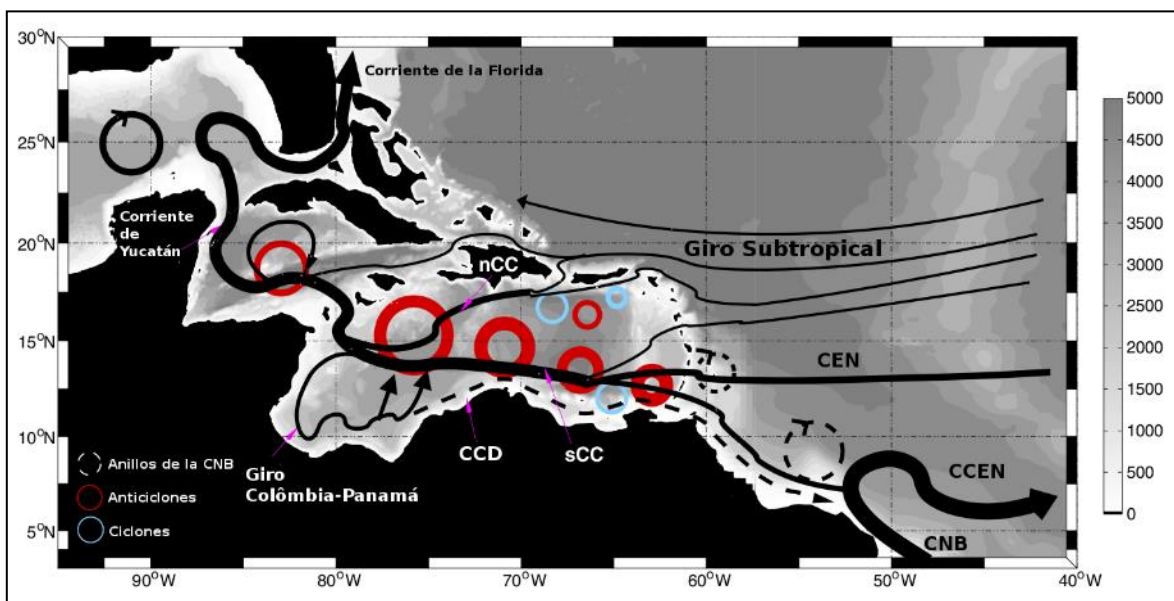 30°N
25°N
20°N
15°N
10°N
5°N
90°W
80°W
70°W
60°W
50°W
40°W
5000
4500
4000
3500
3000
2500
2000
1500
1000
500
0
Corriente de la Florida
Corriente
de
Yucatán
Giro Subtropical
nCC
CEN
CCD
sCC
Giro
Colômbia-Panamá
CCEN
CNB
Anillos de la CNB
Anticiclones
Ciclones